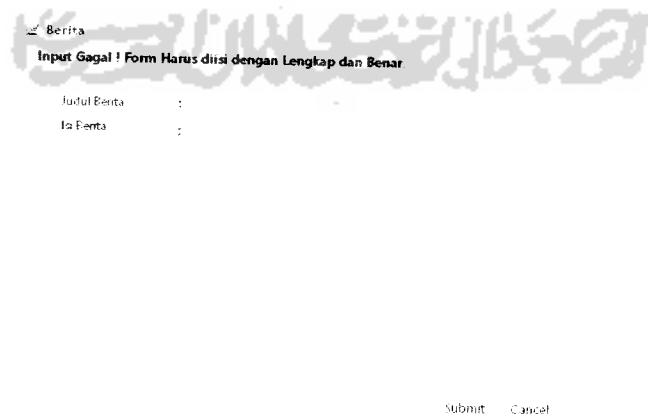 Berita
Input Gagal ! Form Harus diisi dengan Lengkap dan Benar
Judul Berita :
Isi Berita :
Submit Cancel